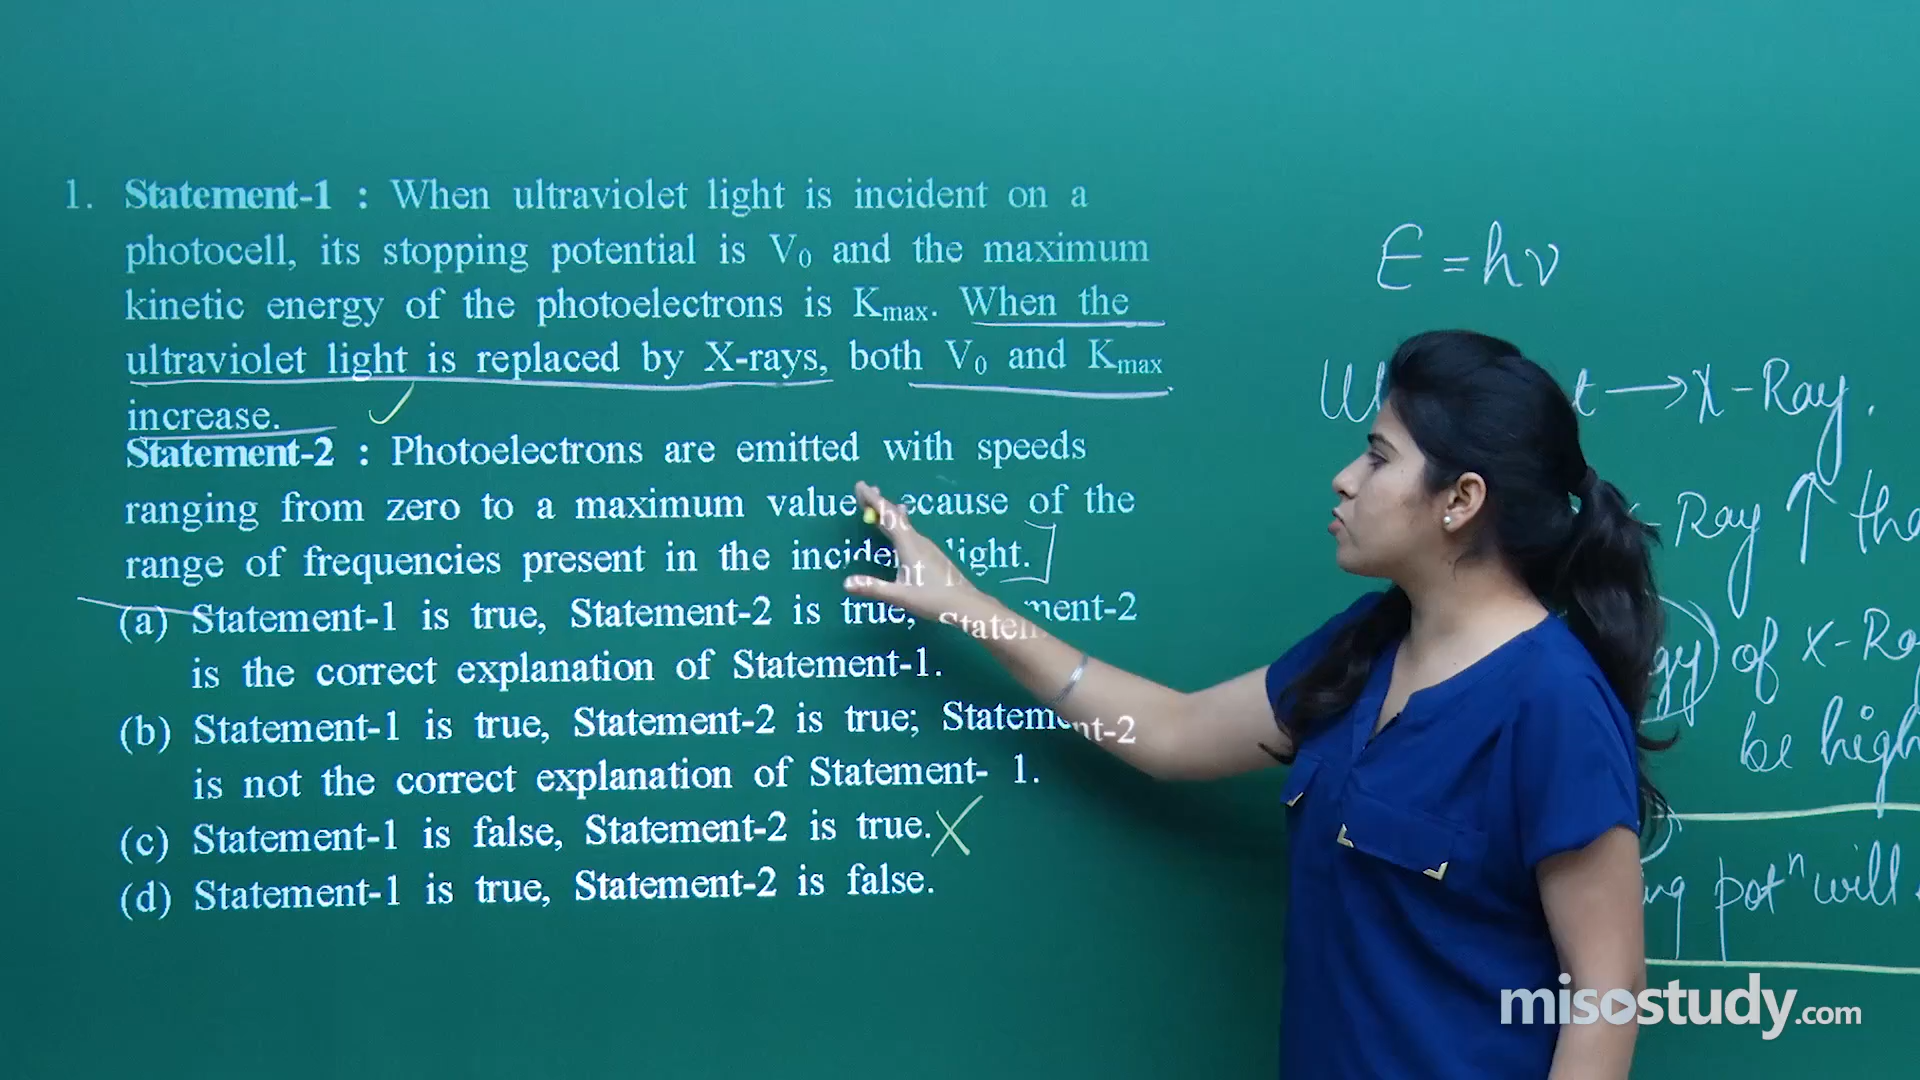 1. Statement-1 : When ultraviolet light is incident on a
photocell, its stopping potential is V₀ and the maximum
kinetic energy of the photoelectrons is Kmax. When the
ultraviolet light is replaced by X-rays, both V₀ and Kmax
increase.
Statement-2 : Photoelectrons are emitted with speeds
ranging from zero to a maximum value because of the
range of frequencies present in the incident light.
(a) Statement-1 is true, Statement-2 is true, Statement-2
is the correct explanation of Statement-1.
(b) Statement-1 is true, Statement-2 is true; Statement-2
is not the correct explanation of Statement- 1.
(c) Statement-1 is false, Statement-2 is true. X
(d) Statement-1 is true, Statement-2 is false.
E = hν
→ X-Ray.
-Ray ↑
of X-Ra
be high
potⁿ will
misostudy.com